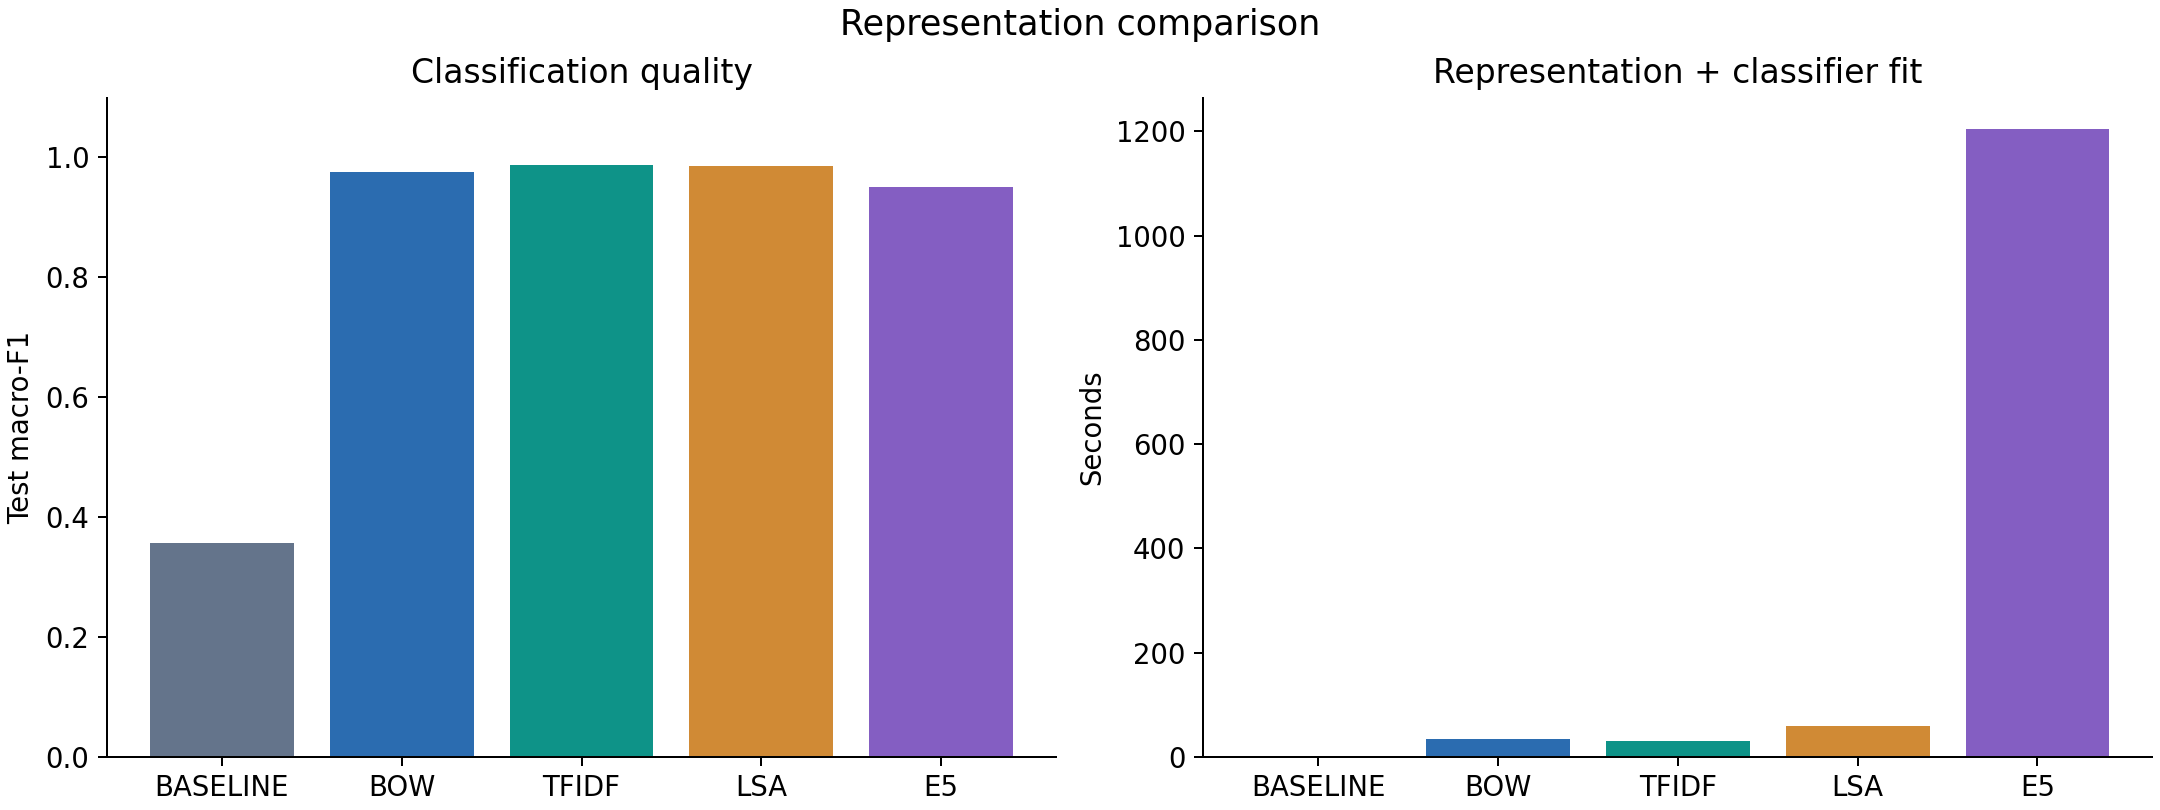 Representation comparison
Classification quality
Test macro-F1
1.0
0.8
0.6
0.4
0.2
0.0
BASELINE BOW TFIDF LSA E5
Representation + classifier fit
Seconds
1200
1000
800
600
400
200
0
BASELINE BOW TFIDF LSA E5